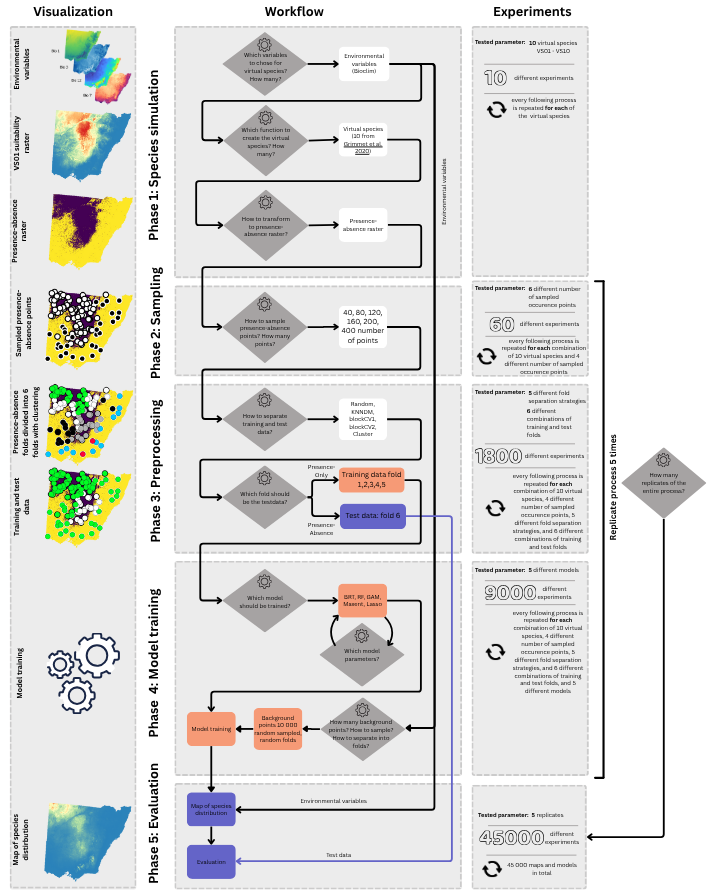 Visualization
Workflow
Experiments
Environmental
variables
Bio 1
Bio 2
Bio 12
Bio 7
VS01 suitability
raster
Presence-absence
raster
Sampled presence-
absence points
Presence-absence
folds divided into 6
folds with clustering
Training and test
data
Model training
Map of species
distirbution
Phase 1: Species simulation
Which variables
to chose for
virtual species?
How many?
Environmental
variables
(Bioclim)
Which function to
create the virtual
species? How
many?
Virtual species
(10 from
Grimmet et al.
2020)
How to transform
to presence-
absence raster?
Presence-
absence raster
Environmental variables
Phase 2: Sampling
How to sample
presence-absence
points? How many
points?
40, 80, 120,
160, 200,
400 number
of points
Phase 3: Preprocessing
How to separate
training and test
data?
Random,
KNNDM,
blockCV1,
blockCV2,
Cluster
Which fold should
be the testdata?
Presence-
Only
Training data fold
1,2,3,4,5
Test data: fold 6
Presence-
Absence
Phase 4: Model training
Which model
should be trained?
BRT, RF, GAM,
Maxent, Lasso
Which model
parameters?
Model training
Background
points 10 000
random sampled,
random folds
How many background
points? How to sample?
How to separate into
folds?
Phase 5: Evaluation
Map of species
distribution
Environmental variables
Evaluation
Test data
Tested parameter: 10 virtual species
VS01 - VS10
10 different experiments
every following process
is repeated for each of
the virtual species
Tested parameter: 6 different number
of sampled
occurence points
60 different experiments
every following process is
repeated for each combination
of 10 virtual species and 4
different number of sampled
occurence points
Tested parameter: 5 different fold
separation strategies
6 different
combinations of
training and test
folds
1800 different experiments
every following process is
repeated for each
combination of 10 virtual
species, 4 different
number of sampled
occurence points, 5
different fold separation
strategies, and 6 different
combinations of training
and test folds
Tested parameter: 5 different models
9000 different
experiments
every following process is
repeated for each
combination of 10 virtual
species, 4 different
number of sampled
occurence points, 5
different fold separation
strategies, and 6 different
combinations of training
and test folds, and 5
different models
Tested parameter: 5 replicates
45000 different
experiments
45 000 maps and models
in total
Replicate process 5 times
How many
replicates of the
entire process?